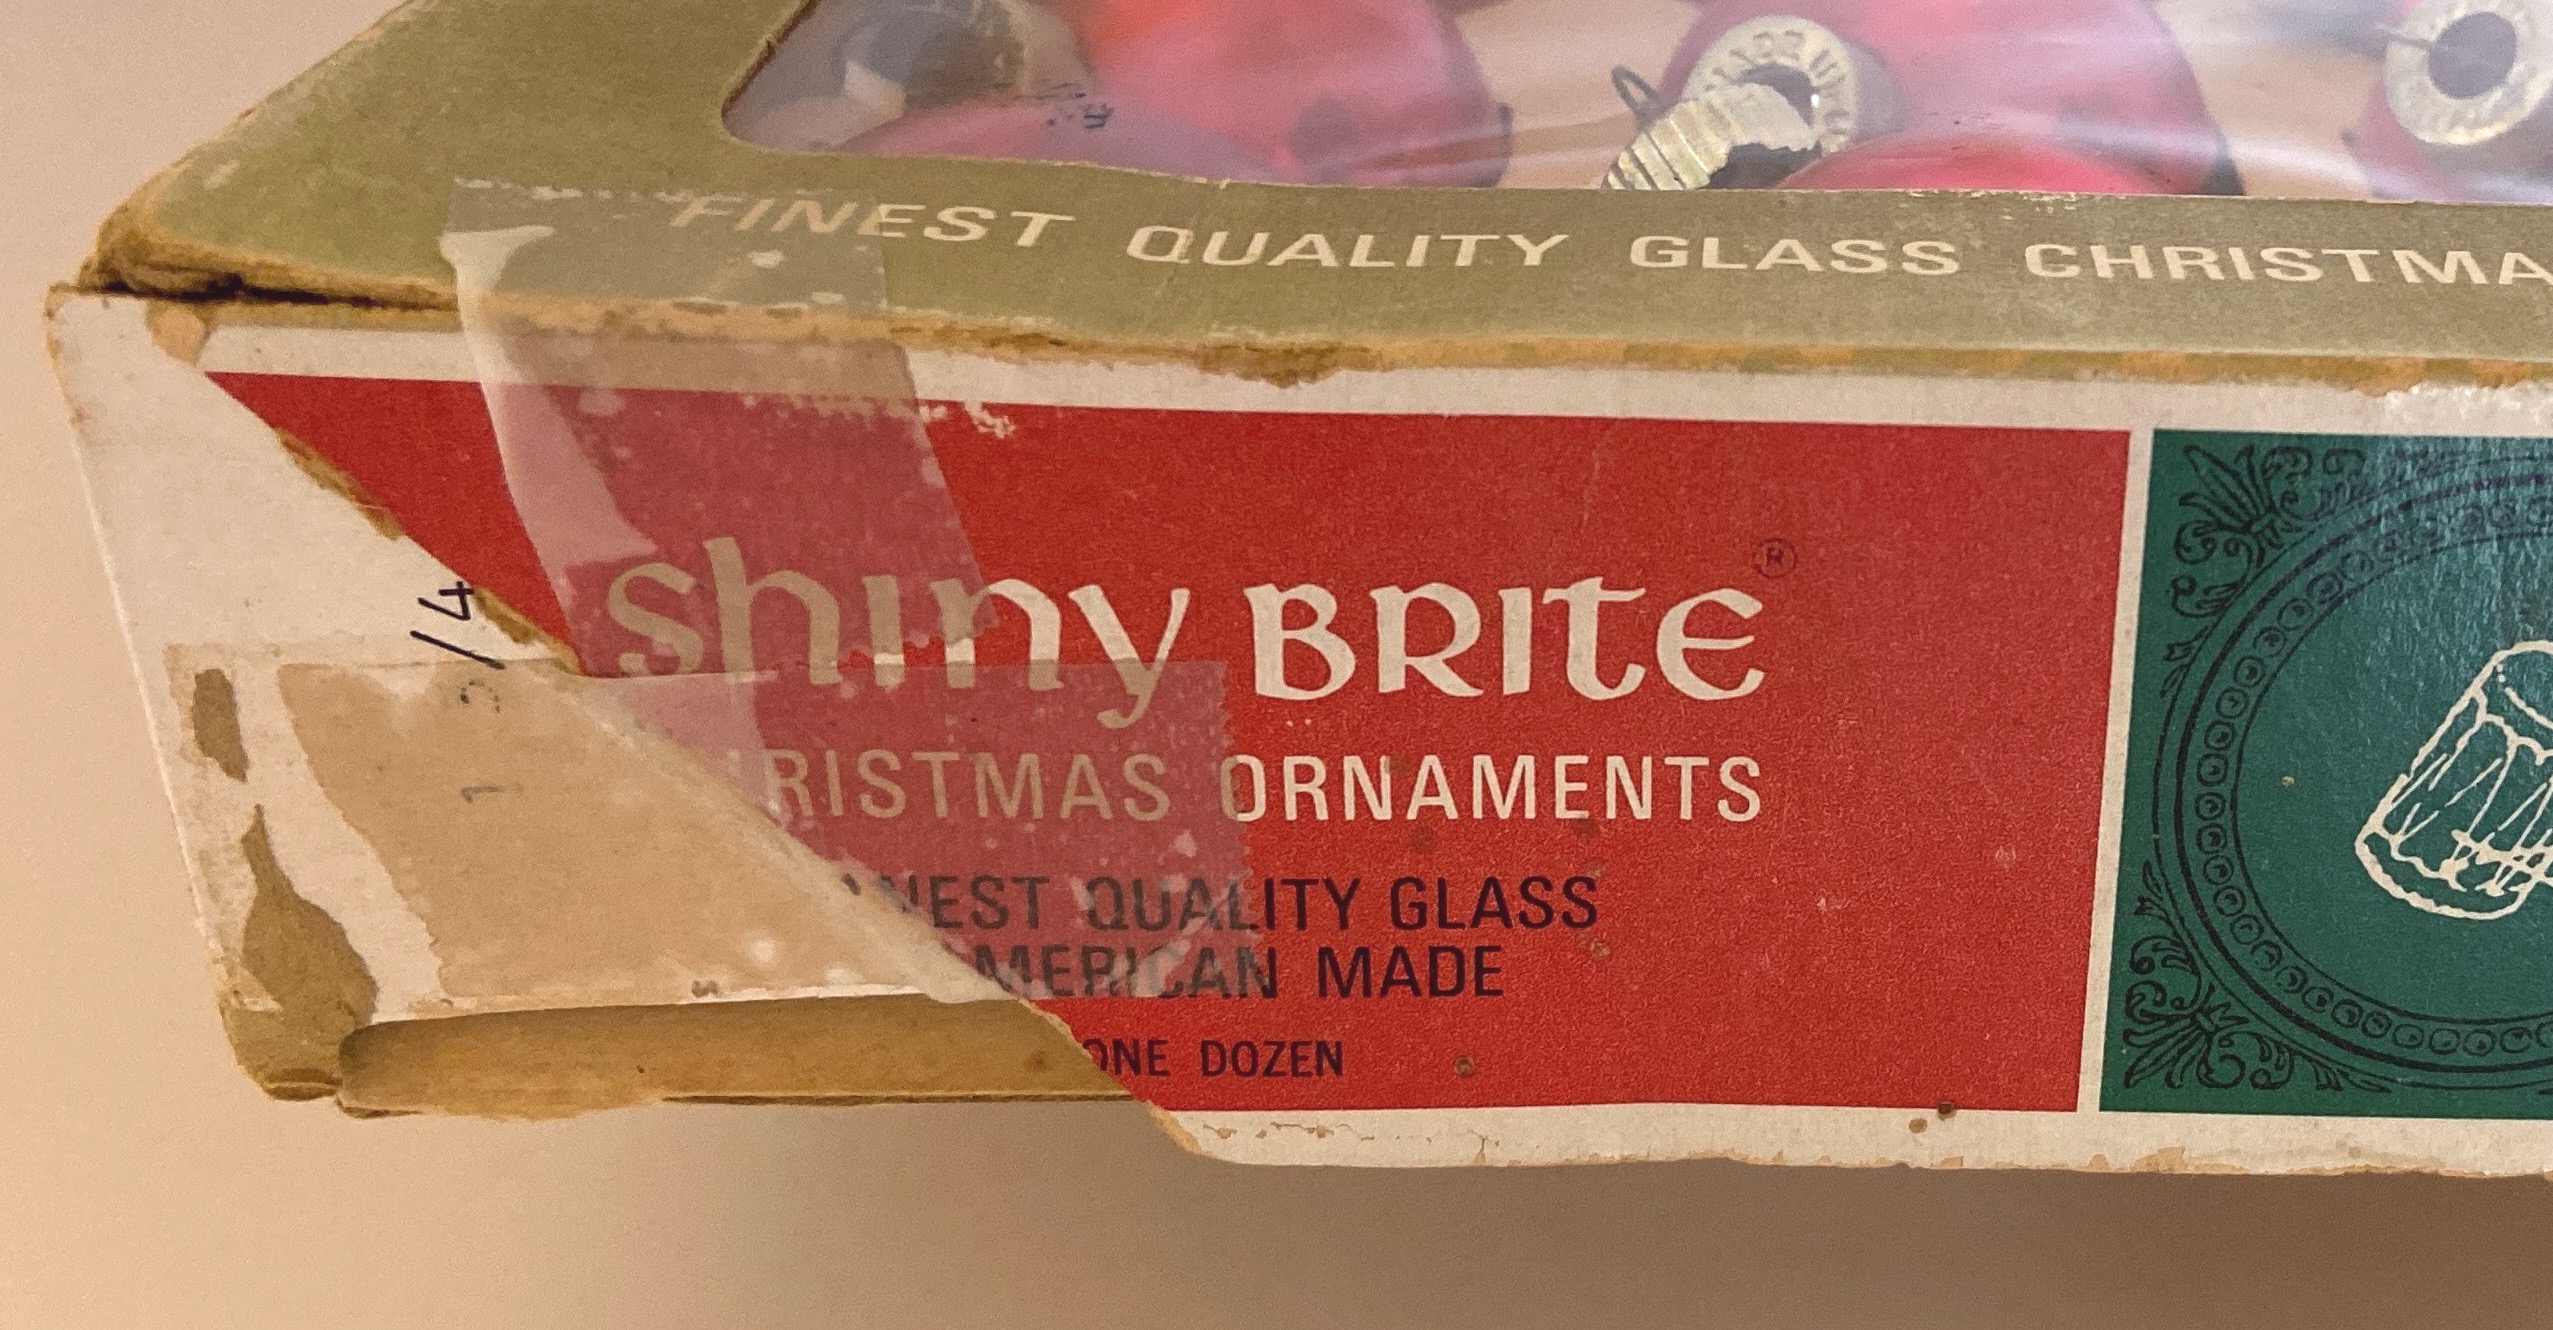 FINEST QUALITY GLASS CHRISTMA
shiny BRITE ®
RISTMAS ORNAMENTS
NEST QUALITY GLASS
MERICAN MADE
ONE DOZEN